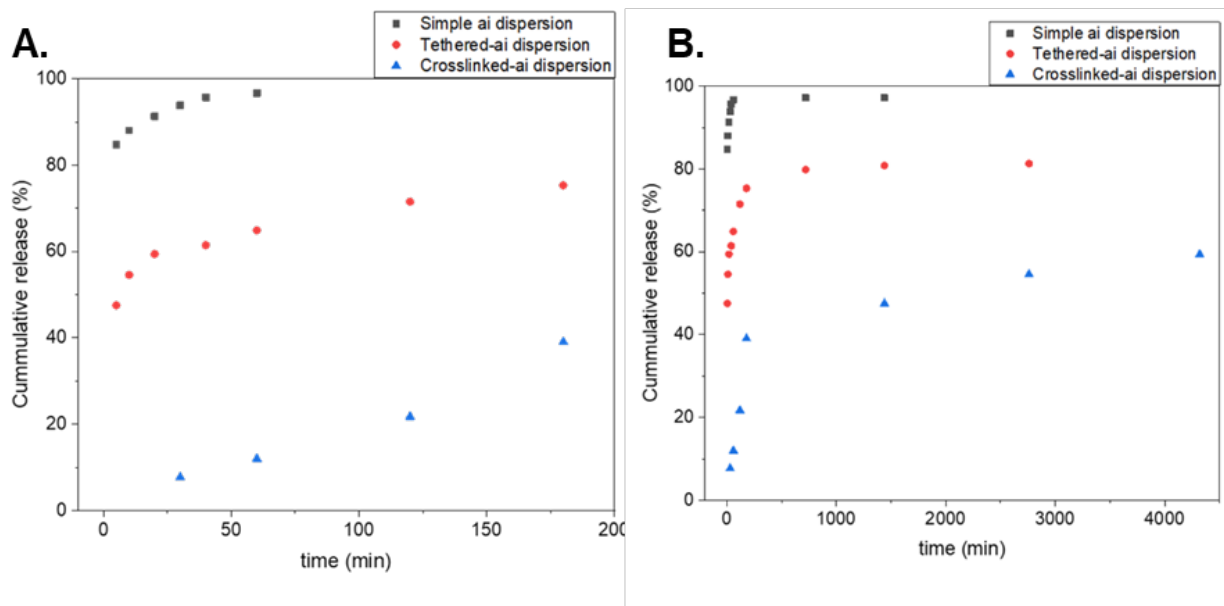 A.
Simple ai dispersion
Tethered-ai dispersion
Crosslinked-ai dispersion
100
80
60
40
20
0
Cummulative release (%)
0
50
100
150
200
time (min)
B.
Simple ai dispersion
Tethered-ai dispersion
Crosslinked-ai dispersion
100
80
60
40
20
0
Cummulative release (%)
0
1000
2000
3000
4000
time (min)